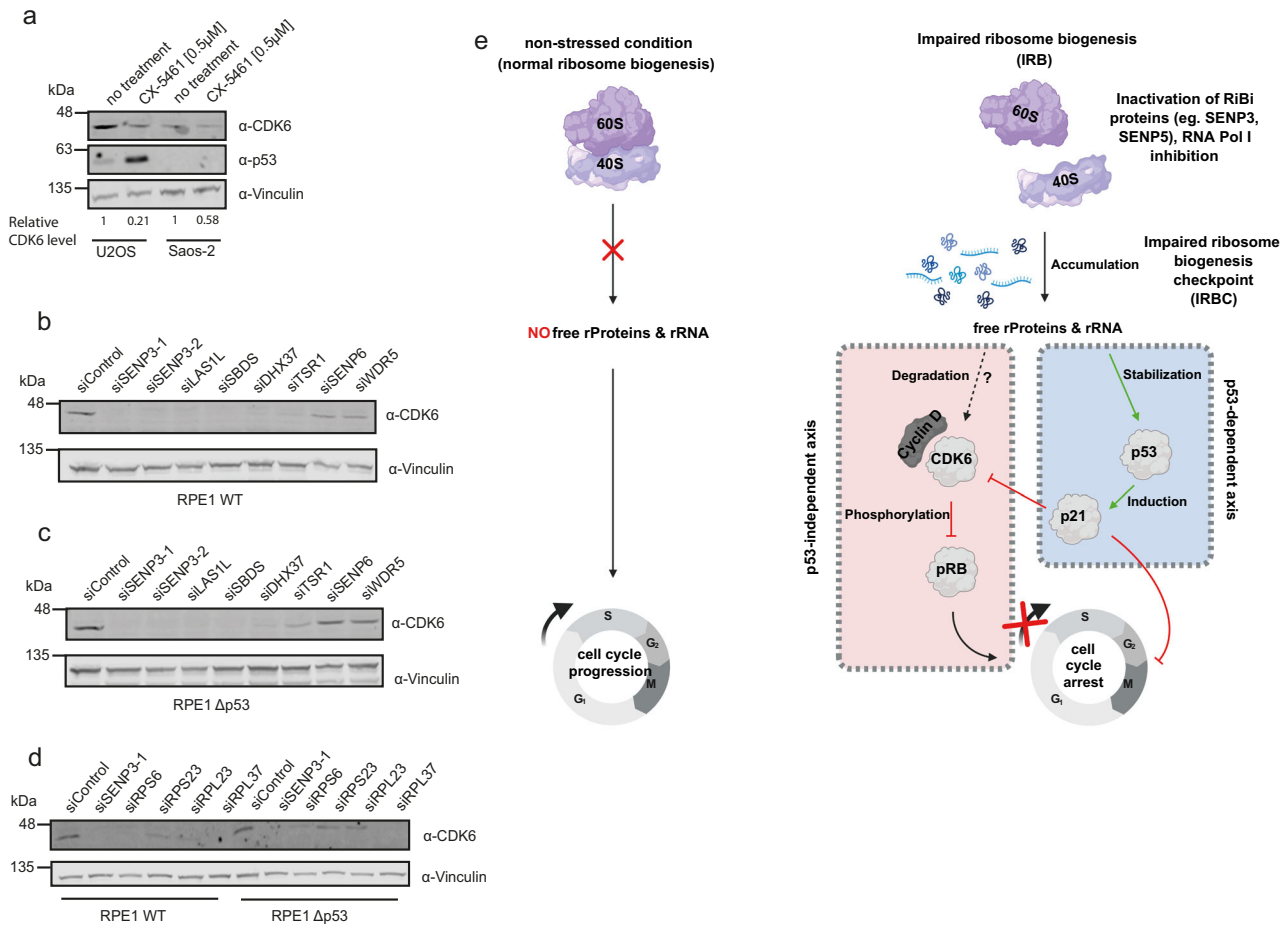 a
no treatment
CX-5461 [0.5µM]
no treatment
CX-5461 [0.5µM]
kDa
48
α-CDK6
63
α-p53
135
α-Vinculin
Relative
CDK6 level
1 0.21 1 0.58
U2OS Saos-2
b
siControl
siSENP3-1
siSENP3-2
siLAS1L
siSBDS
siDHX37
siTSR1
siSENP6
siWDR5
kDa
48
α-CDK6
135
α-Vinculin
RPE1 WT
c
siControl
siSENP3-1
siSENP3-2
siLAS1L
siSBDS
siDHX37
siTSR1
siSENP6
siWDR5
kDa
48
α-CDK6
135
α-Vinculin
RPE1 Δp53
d
siControl
siSENP3-1
siRPS6
siRPS23
siRPL23
siRPL37
siControl
siSENP3-1
siRPS6
siRPS23
siRPL23
siRPL37
kDa
48
α-CDK6
135
α-Vinculin
RPE1 WT RPE1 Δp53
e
non-stressed condition
(normal ribosome biogenesis)
60S
40S
NO free rProteins & rRNA
S
G₂
M
G₁
cell cycle
progression
Impaired ribosome biogenesis
(IRB)
60S
40S
Inactivation of RiBi
proteins (eg. SENP3,
SENP5), RNA Pol I
inhibition
Accumulation
Impaired ribosome
biogenesis
checkpoint
(IRBC)
free rProteins & rRNA
p53-independent axis
Degradation
?
Cyclin D
CDK6
Phosphorylation
pRB
Stabilization
p53
Induction
p21
p53-dependent axis
S
G₂
M
G₁
cell
cycle
arrest